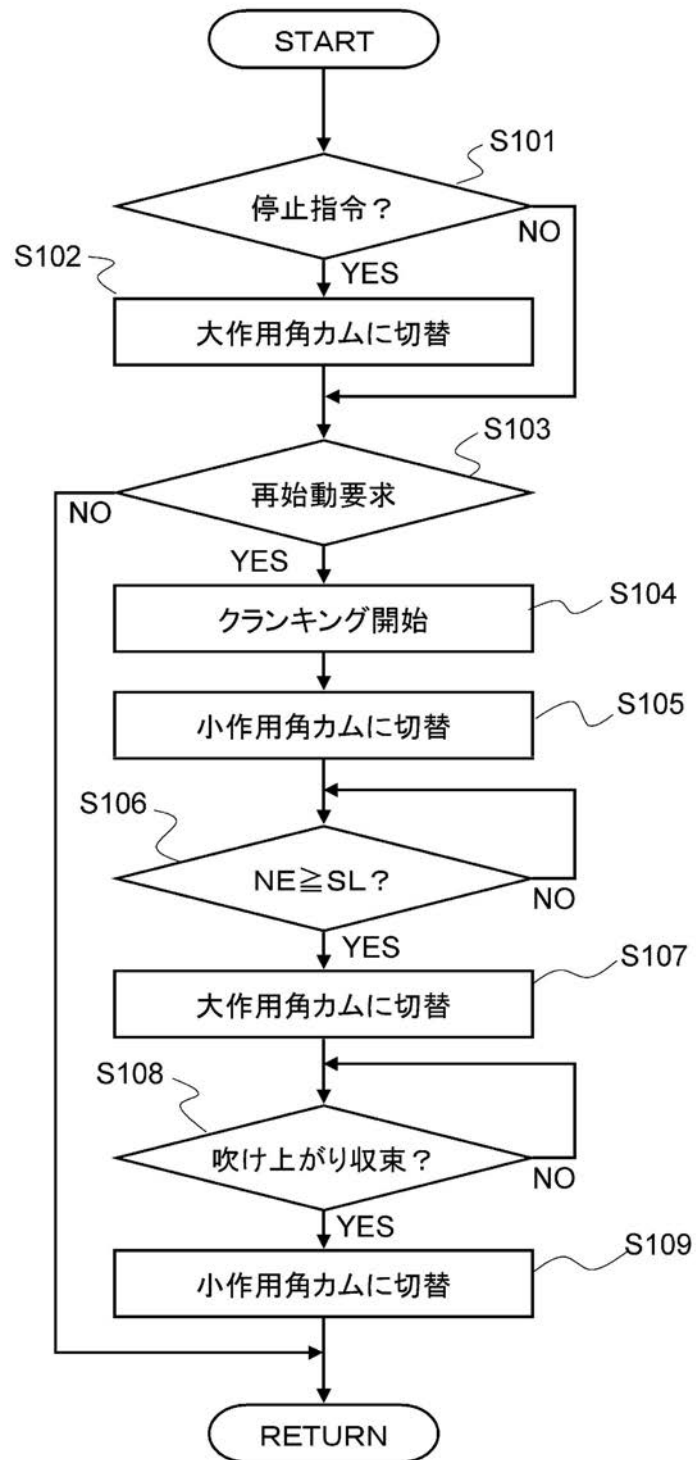 START
S101
停止指令？
NO
S102
YES
大作用角カムに切替
S103
再始動要求
NO
YES
S104
クランキング開始
S105
小作用角カムに切替
S106
NE≧SL？
NO
YES
S107
大作用角カムに切替
S108
吹け上がり収束？
NO
YES
S109
小作用角カムに切替
RETURN